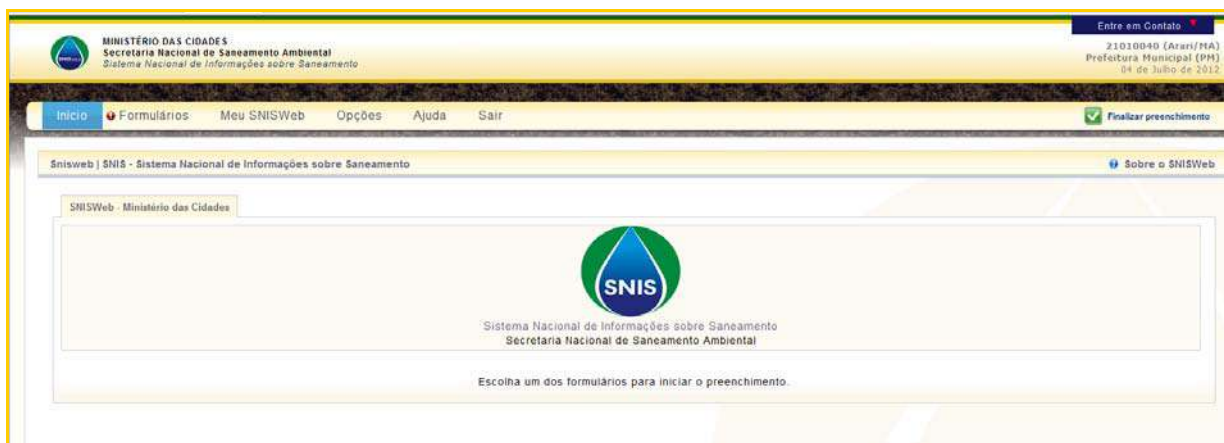 Entre em Contato
MINISTÉRIO DAS CIDADES
Secretaria Nacional de Saneamento Ambiental
Sistema Nacional de Informações sobre Saneamento
21010040 (Arari/MA)
Prefeitura Municipal (PM)
04 de Julho de 2012
Início Formulários Meu SNISWeb Opções Ajuda Sair Finalizar preenchimento
Snisweb | SNIS - Sistema Nacional de Informações sobre Saneamento Sobre o SNISWeb
SNISWeb - Ministério das Cidades
SNIS
Sistema Nacional de Informações sobre Saneamento
Secretaria Nacional de Saneamento Ambiental
Escolha um dos formulários para iniciar o preenchimento.